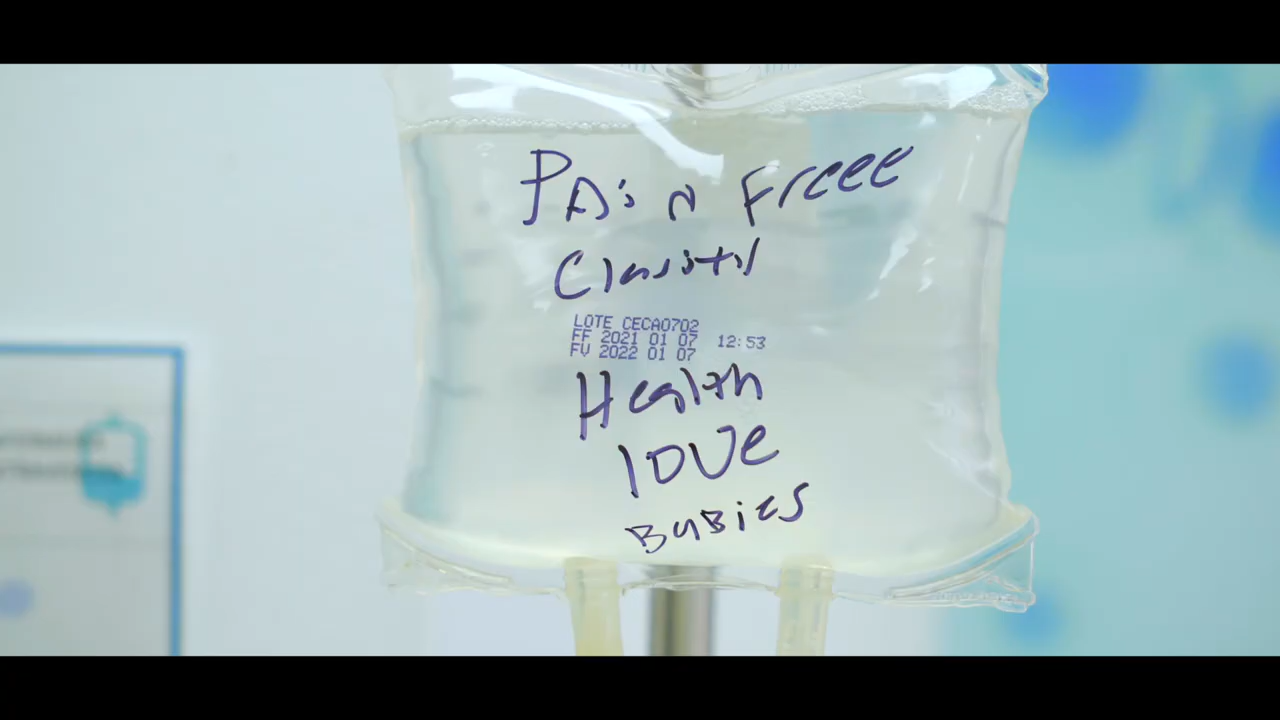 PAin Freee
LOTE CECA0702
FF 2021 01 07 12:53
FV 2022 01 07
Health
love
BaBies